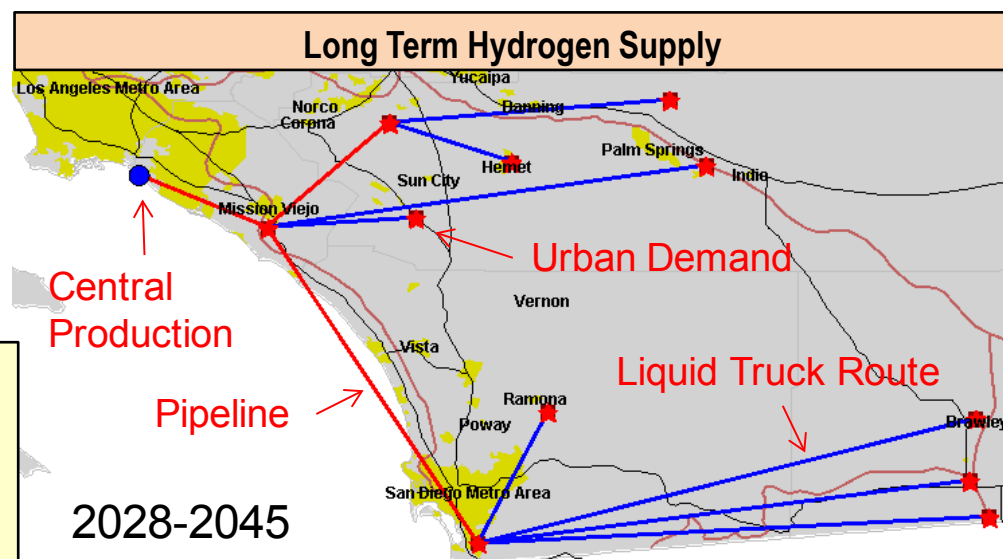 Long Term Hydrogen Supply
Yucaipa
Los Angeles Metro Area
Norco
Banning
Corona
Palm Springs
Hemet
Indio
Sun City
Mission Viejo
Urban Demand
Central
Production
Vernon
Vista
Liquid Truck Route
Pipeline
Ramona
Poway
Brawley
San Diego Metro Area
2028-2045